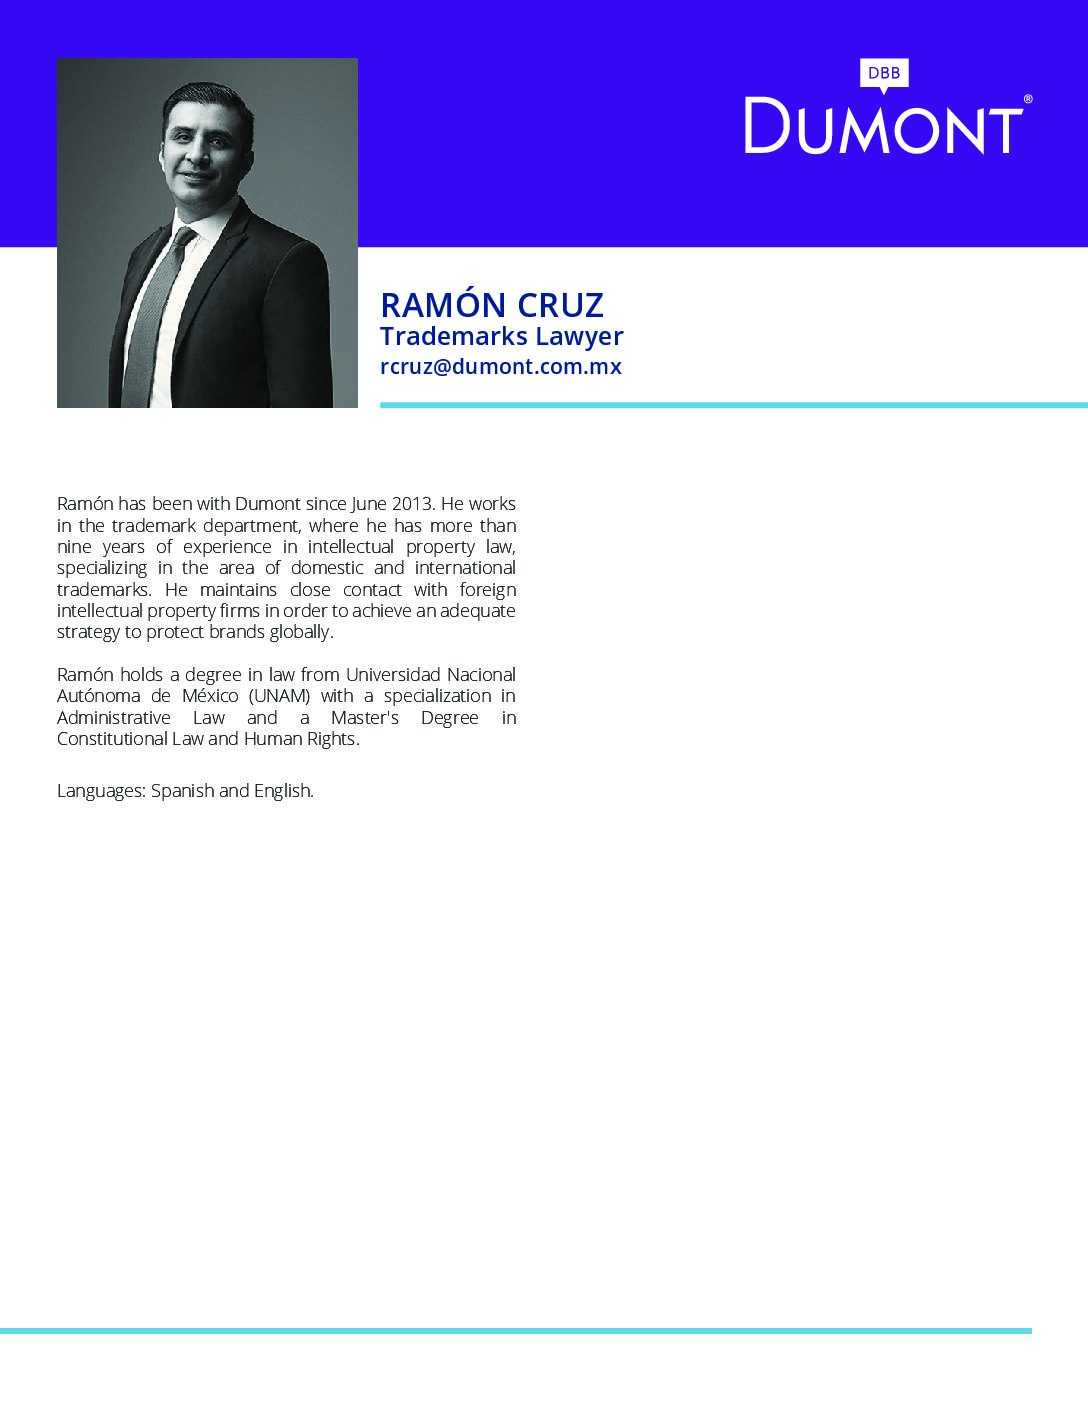 DBB
DUMONT®
RAMÓN CRUZ
Trademarks Lawyer
rcruz@dumont.com.mx
Ramón has been with Dumont since June 2013. He works
in the trademark department, where he has more than
nine years of experience in intellectual property law,
specializing in the area of domestic and international
trademarks. He maintains close contact with foreign
intellectual property firms in order to achieve an adequate
strategy to protect brands globally.
Ramón holds a degree in law from Universidad Nacional
Autónoma de México (UNAM) with a specialization in
Administrative Law and a Master's Degree in
Constitutional Law and Human Rights.
Languages: Spanish and English.